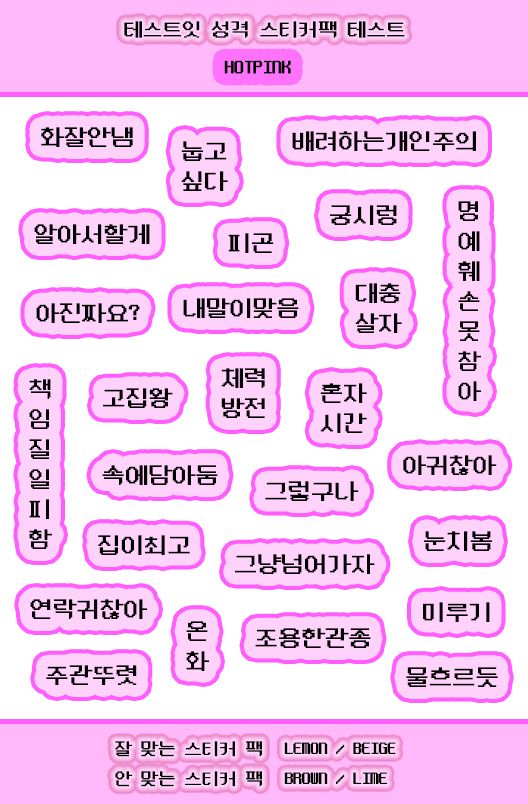 테스트잇 성격 스티커팩 테스트
HOTPINK
화잘안냄
눕고
싶다
배려하는개인주의
알아서할게
피곤
궁시렁
명
예
훼
손
못
참
아
아진짜요?
내말이맞음
대충
살자
책
임
질
일
피
함
고집왕
체력
방전
혼자
시간
속에담아둠
그렇구나
아귀찮아
집이최고
그냥넘어가자
눈치봄
연락귀찮아
온
화
조용한관종
미루기
주관뚜렷
물흐르듯
잘 맞는 스티커 팩 LEMON / BEIGE
안 맞는 스티커 팩 BROWN / LIME